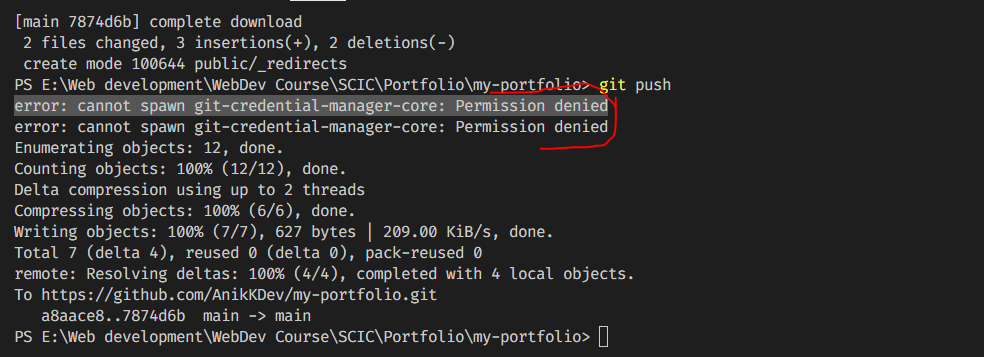 [main 7874d6b] complete download
 2 files changed, 3 insertions(+), 2 deletions(-)
 create mode 100644 public/_redirects
PS E:\Web development\WebDev Course\SCIC\Portfolio\my-portfolio> git push
error: cannot spawn git-credential-manager-core: Permission denied
error: cannot spawn git-credential-manager-core: Permission denied
Enumerating objects: 12, done.
Counting objects: 100% (12/12), done.
Delta compression using up to 2 threads
Compressing objects: 100% (6/6), done.
Writing objects: 100% (7/7), 627 bytes | 209.00 KiB/s, done.
Total 7 (delta 4), reused 0 (delta 0), pack-reused 0
remote: Resolving deltas: 100% (4/4), completed with 4 local objects.
To https://github.com/AnikKDev/my-portfolio.git
   a8aace8..7874d6b  main -> main
PS E:\Web development\WebDev Course\SCIC\Portfolio\my-portfolio>